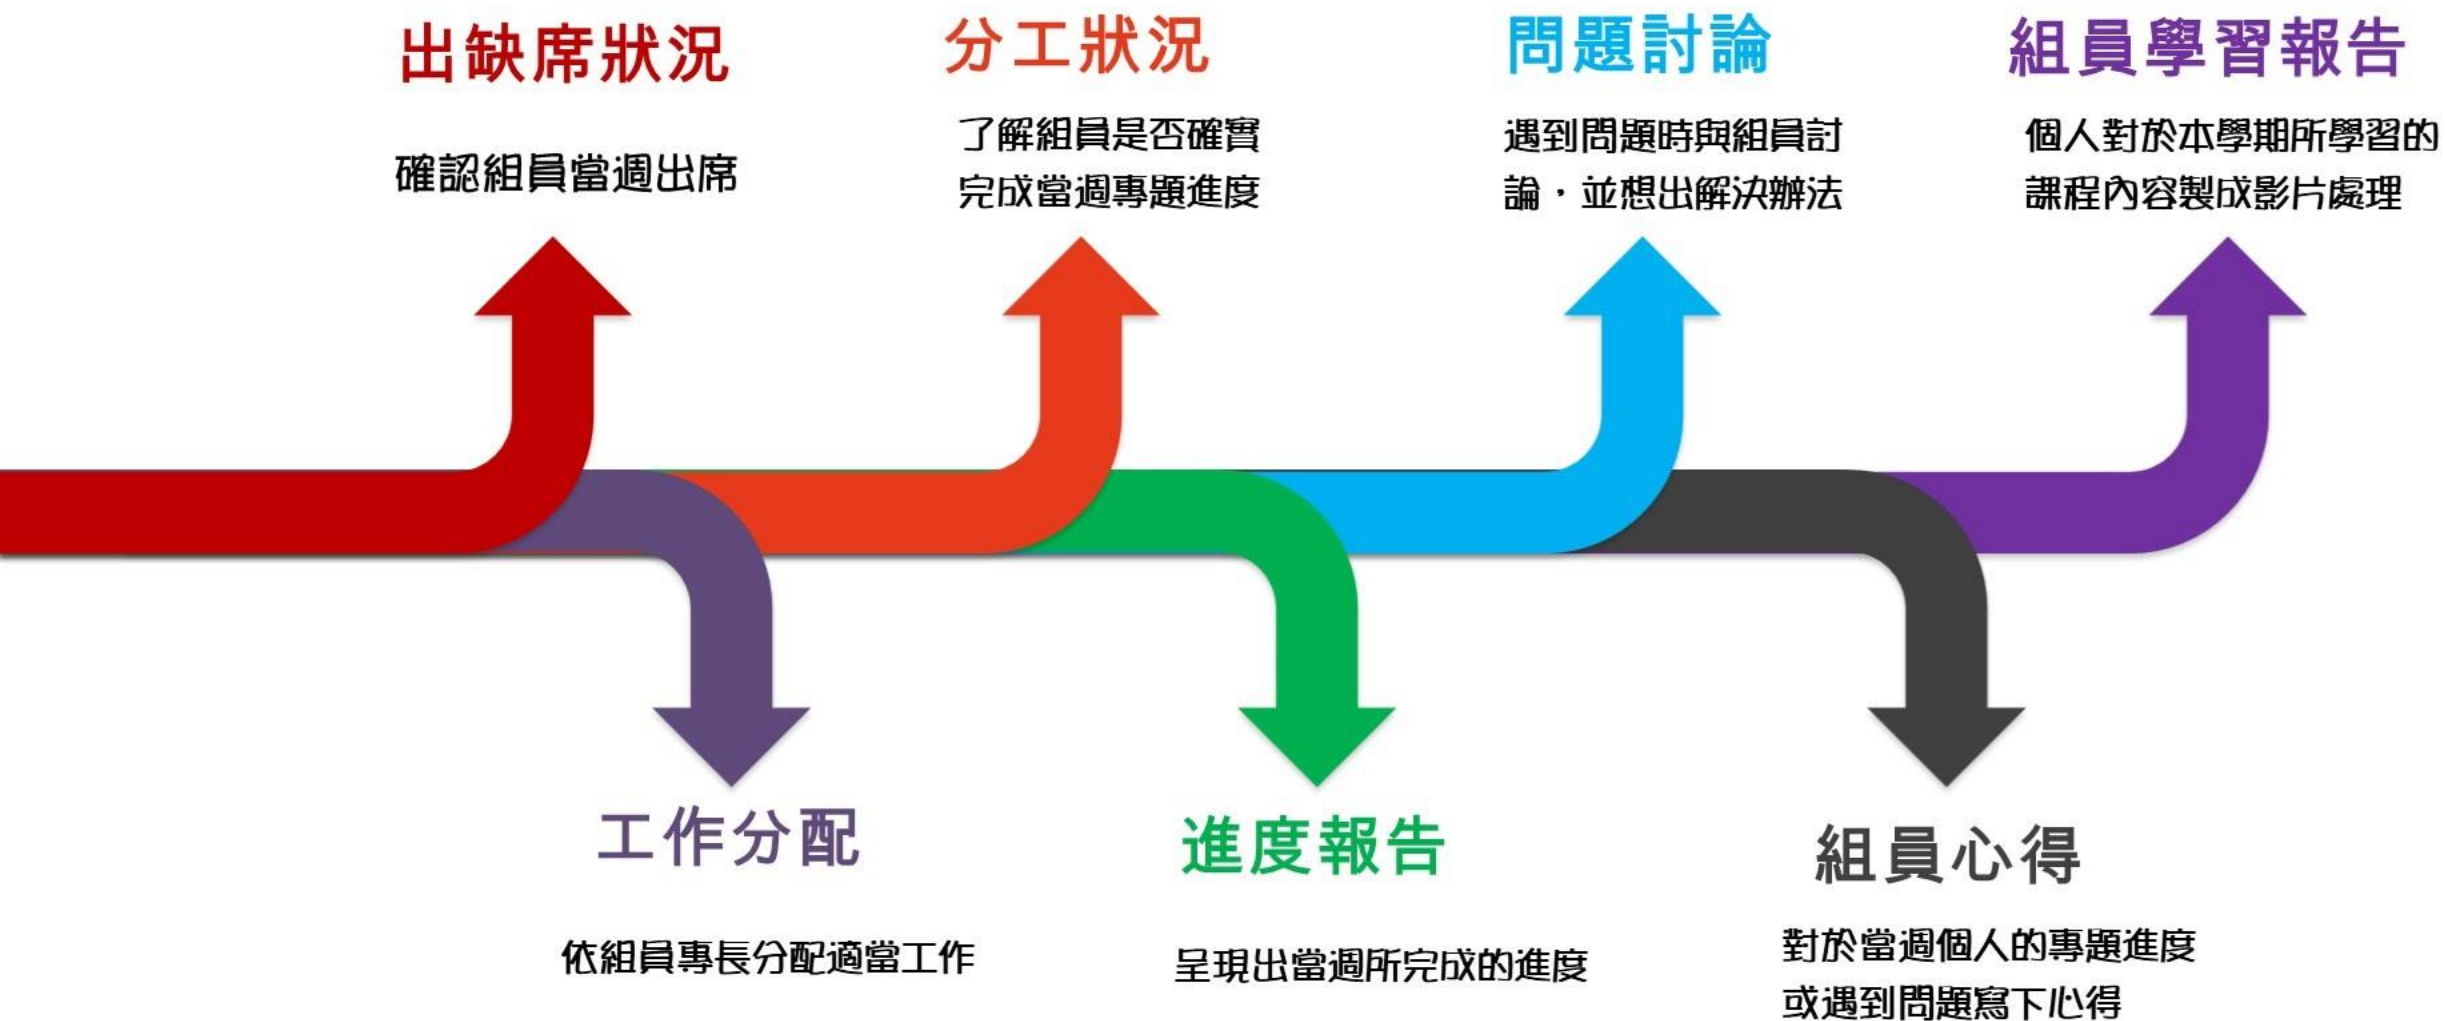 出缺席狀況
確認組員當週出席
工作分配
依組員專長分配適當工作
分工狀況
了解組員是否確實
完成當週專題進度
進度報告
呈現出當週所完成的進度
問題討論
遇到問題時與組員討
論，並想出解決辦法
組員心得
對於當週個人的專題進度
或遇到問題寫下心得
組員學習報告
個人對於本學期所學習的
課程內容製成影片處理